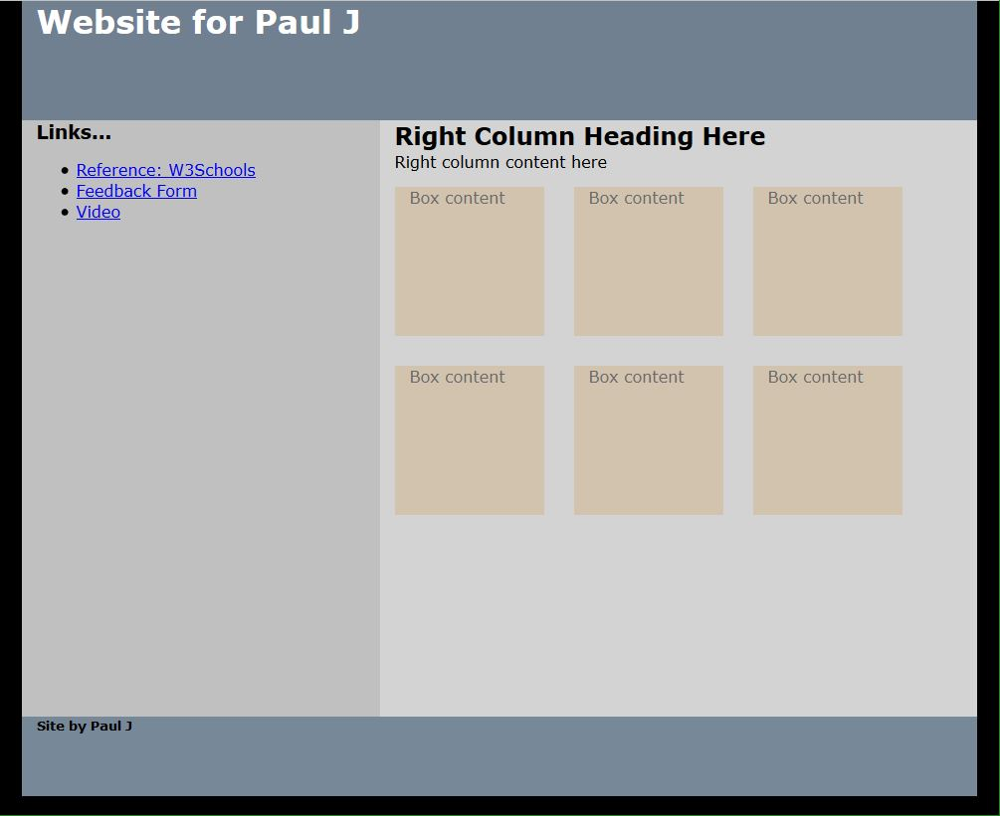 Website for Paul J
Links...
Reference: W3Schools
Feedback Form
Video
Right Column Heading Here
Right column content here
Box content
Box content
Box content
Box content
Box content
Box content
Site by Paul J